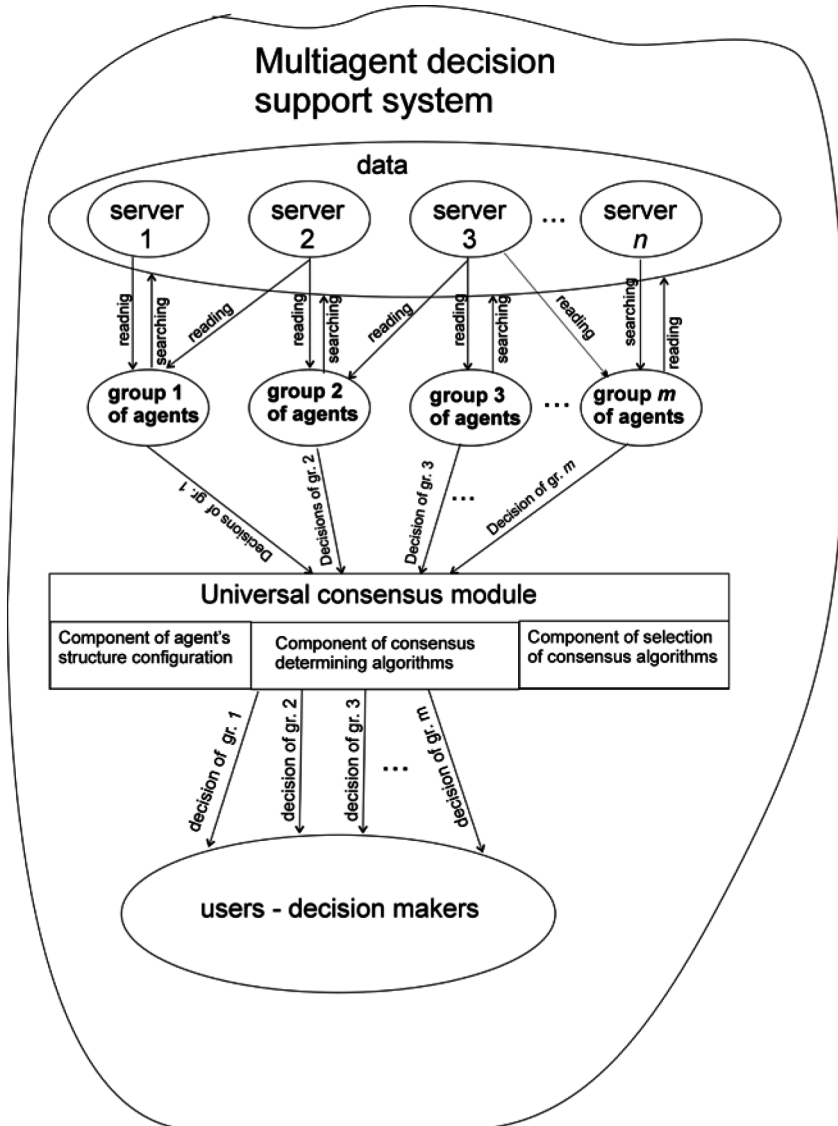 Multiagent decision
support system
data
server
1
server
2
server
3
...
server
n
readnig
searching
reading
reading
searching
reading
reading
searching
reading
searching
reading
group 1
of agents
group 2
of agents
group 3
of agents
...
group m
of agents
Decisions of gr. 1
Decisions of gr. 2
Decision of gr. 3
...
Decision of gr. m
Universal consensus module
Component of agent's
structure configuration
Component of consensus
determining algorithms
Component of selection
of consensus algorithms
decision of gr. 1
decision of gr. 2
decision of gr. 3
...
decision of gr. m
users - decision makers